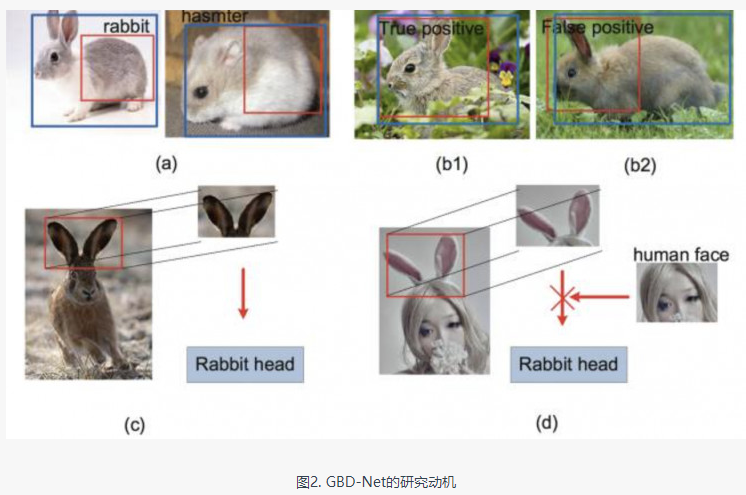 rabbit
hasmter
True positive
False positive
(a)
(b1)
(b2)
human face
Rabbit head
Rabbit head
(c)
(d)
图2. GBD-Net的研究动机